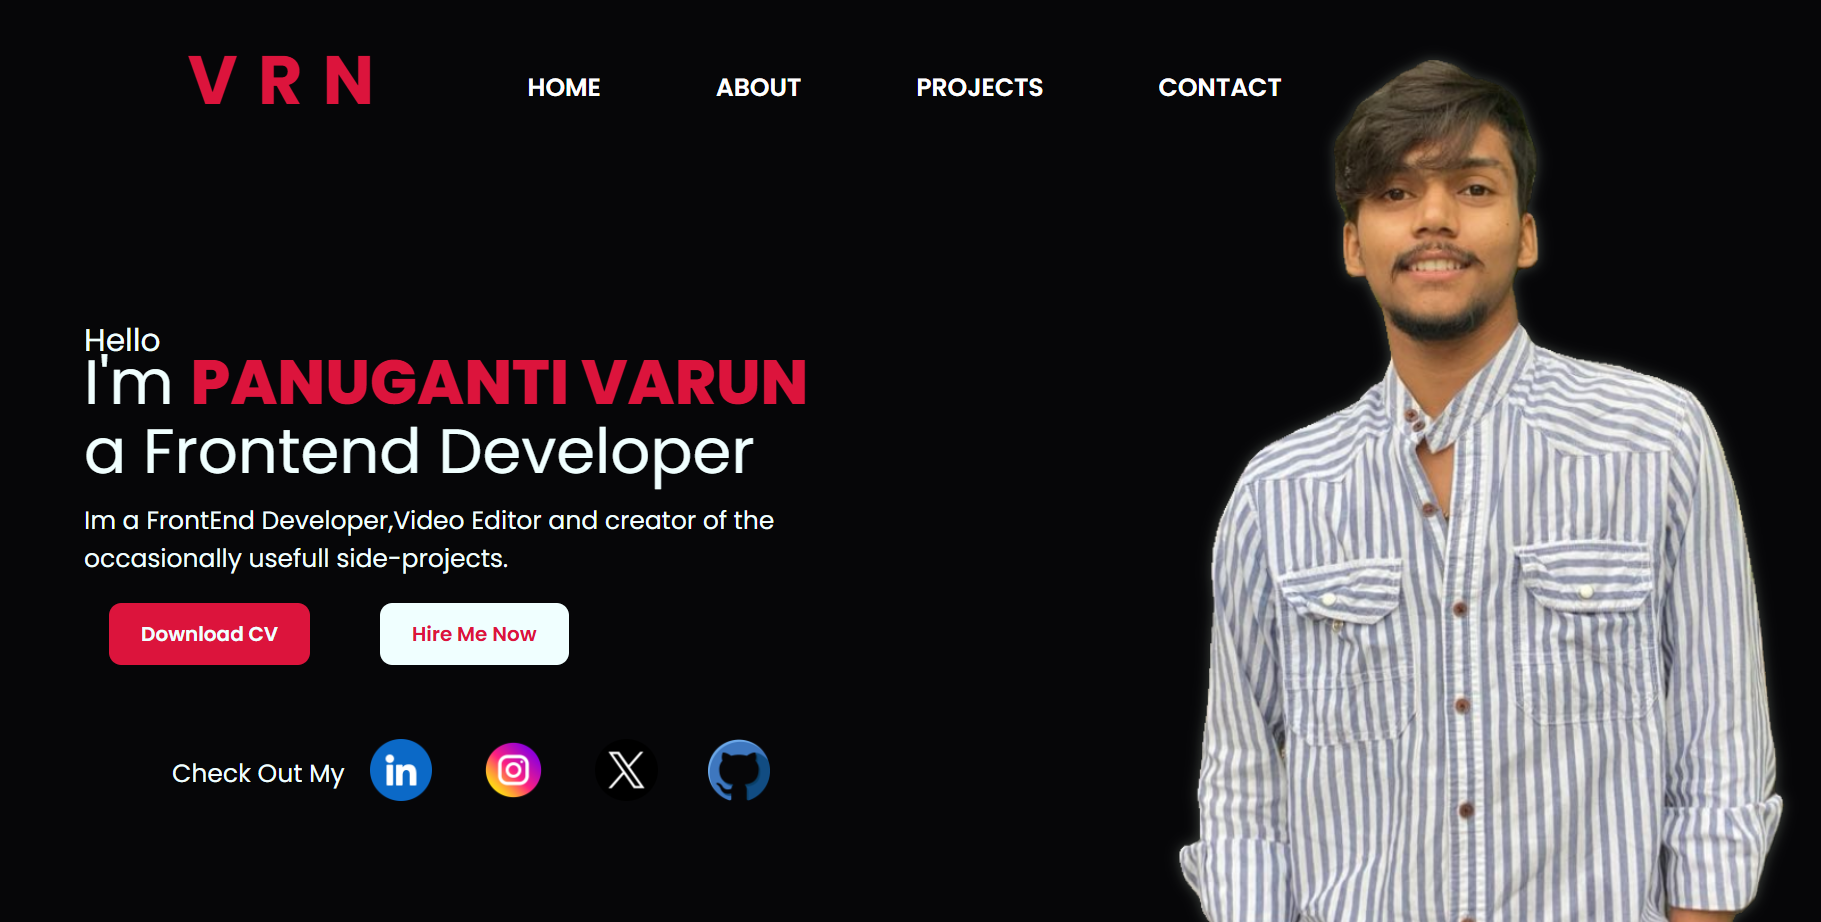 V R N
HOME ABOUT PROJECTS CONTACT
Hello
I'm PANUGANTI VARUN
a Frontend Developer
Im a FrontEnd Developer,Video Editor and creator of the
occasionally usefull side-projects.
Download CV Hire Me Now
Check Out My in X